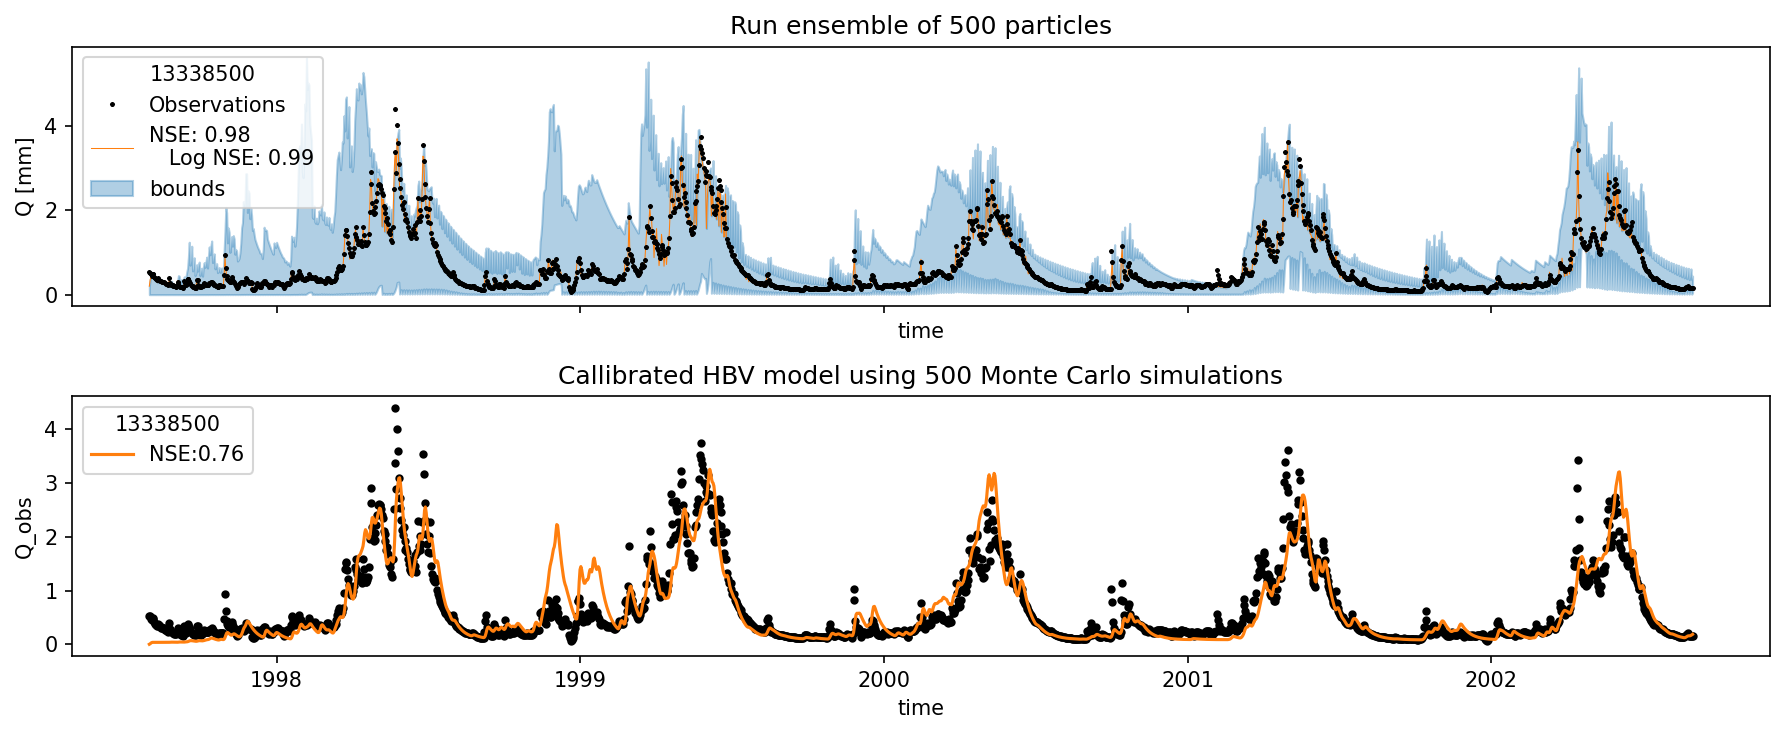 Run ensemble of 500 particles
13338500
Observations
NSE: 0.98
Log NSE: 0.99
bounds
Q [mm]
4
2
0
time
Callibrated HBV model using 500 Monte Carlo simulations
13338500
NSE:0.76
Q_obs
4
3
2
1
0
1998
1999
2000
2001
2002
time